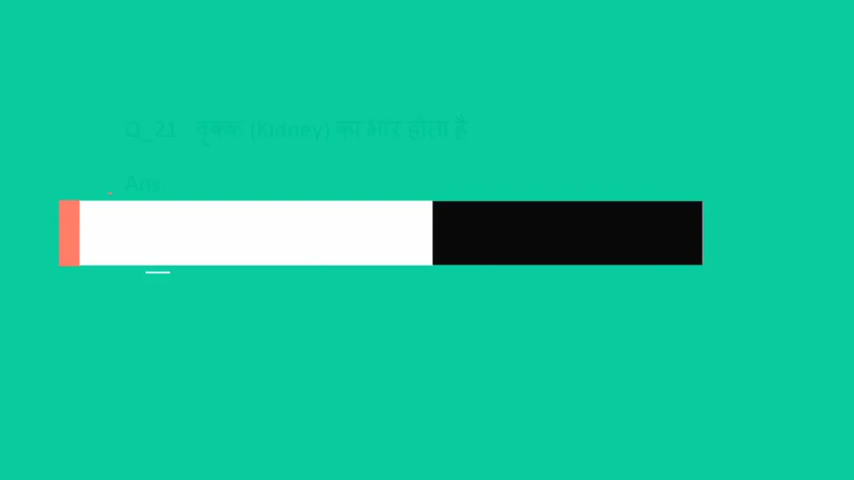 Q_21 वृक्क (Kidney) का भार होता है
Ans